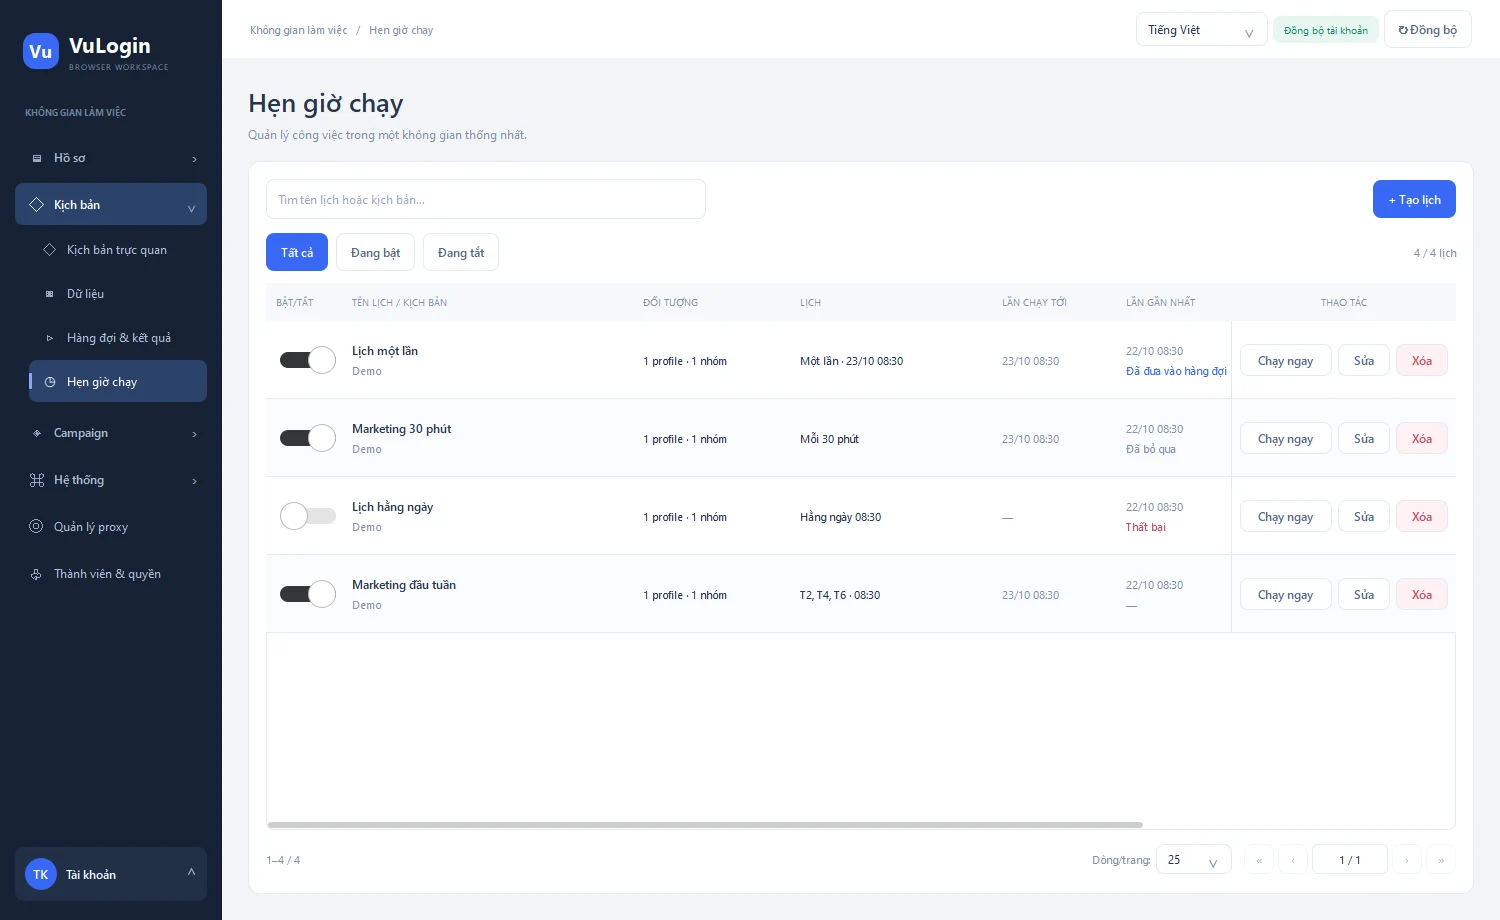 Vu
VuLogin
BROWSER WORKSPACE
KHÔNG GIAN LÀM VIỆC
Hồ sơ
Kịch bản
Kịch bản trực quan
Dữ liệu
Hàng đợi & kết quả
Hẹn giờ chạy
Campaign
Hệ thống
Quản lý proxy
Thành viên & quyền
TK Tài khoản
Không gian làm việc / Hẹn giờ chạy
Tiếng Việt
Đồng bộ tài khoản
↻ Đồng bộ
Hẹn giờ chạy
Quản lý công việc trong một không gian thống nhất.
Tìm tên lịch hoặc kịch bản...
+ Tạo lịch
Tất cả Đang bật Đang tắt
4 / 4 lịch
BẬT/TẮT TÊN LỊCH / KỊCH BẢN ĐỐI TƯỢNG LỊCH LẦN CHẠY TỚI LẦN GẦN NHẤT THAO TÁC
Lịch một lần
Demo
1 profile · 1 nhóm
Một lần · 23/10 08:30
23/10 08:30
22/10 08:30
Đã đưa vào hàng đợi
Chạy ngay Sửa Xóa
Marketing 30 phút
Demo
1 profile · 1 nhóm
Mỗi 30 phút
23/10 08:30
22/10 08:30
Đã bỏ qua
Chạy ngay Sửa Xóa
Lịch hằng ngày
Demo
1 profile · 1 nhóm
Hằng ngày 08:30
—
22/10 08:30
Thất bại
Chạy ngay Sửa Xóa
Marketing đầu tuần
Demo
1 profile · 1 nhóm
T2, T4, T6 · 08:30
23/10 08:30
22/10 08:30
—
Chạy ngay Sửa Xóa
1–4 / 4
Dòng/trang: 25
« ‹ 1 / 1 › »